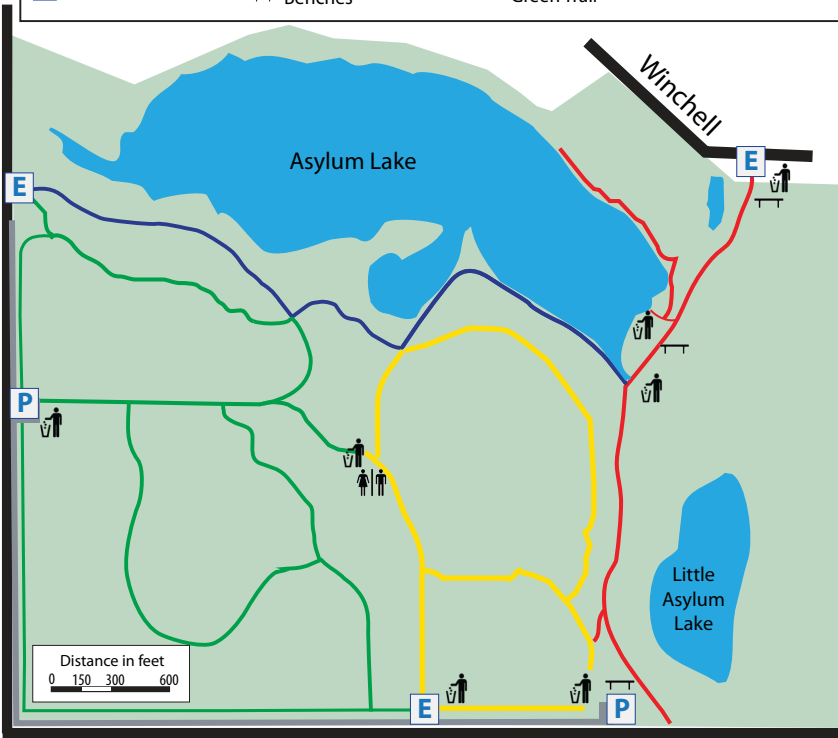 E
Benches
Green Trail
Winchell
E
Asylum Lake
E
P
Little
Asylum
Lake
Distance in feet
0 150 300 600
E
P